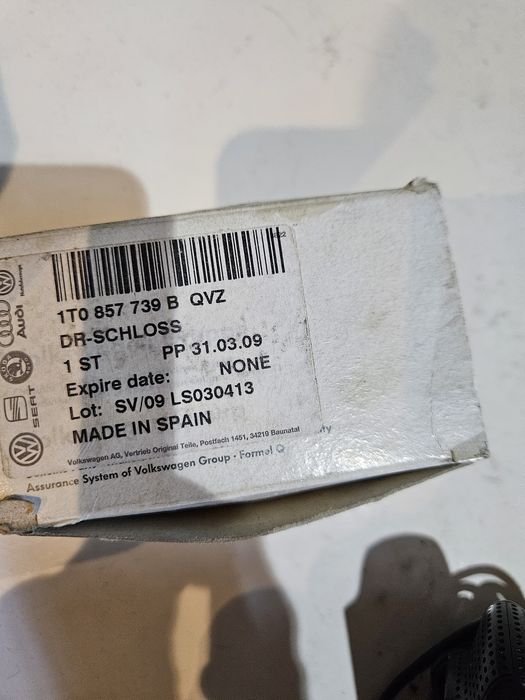 1T0 857 739 B QVZ
DR-SCHLOSS
1 ST PP 31.03.09
Expire date: NONE
Lot: SV/09 LS030413
MADE IN SPAIN
Volkswagen AG, Vertrieb Original Teile, Postfach 1451, 34219 Baunatal
Assurance System of Volkswagen Group · Formel Q
Audi
SEAT